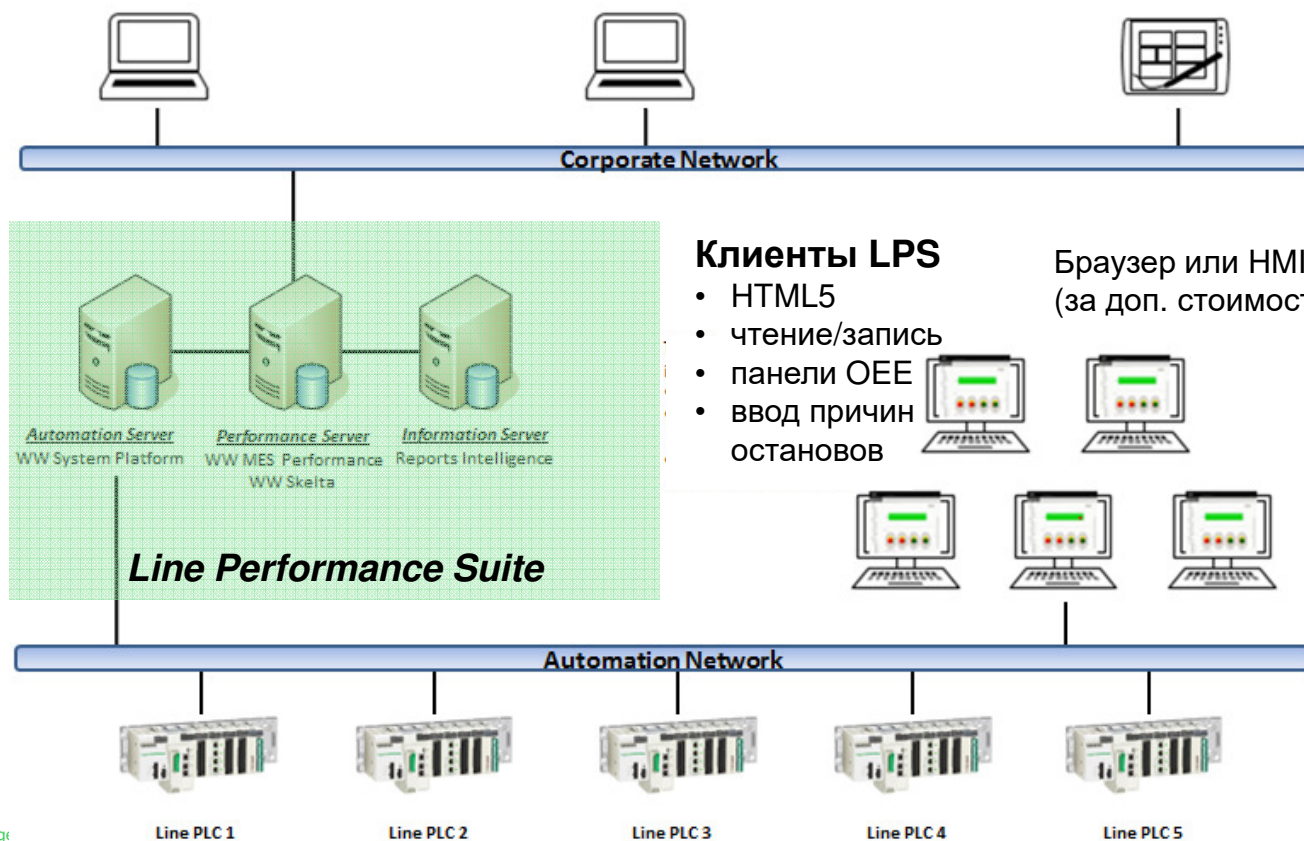 Corporate Network
Клиенты LPS
• HTML5
• чтение/запись
• панели OEE
• ввод причин
остановов
Браузер или HMI
(за доп. стоимост
Automation Server
WW System Platform
Performance Server
WW MES Performance
WW Skelta
Information Server
Reports Intelligence
Line Performance Suite
Automation Network
Line PLC 1
Line PLC 2
Line PLC 3
Line PLC 4
Line PLC 5